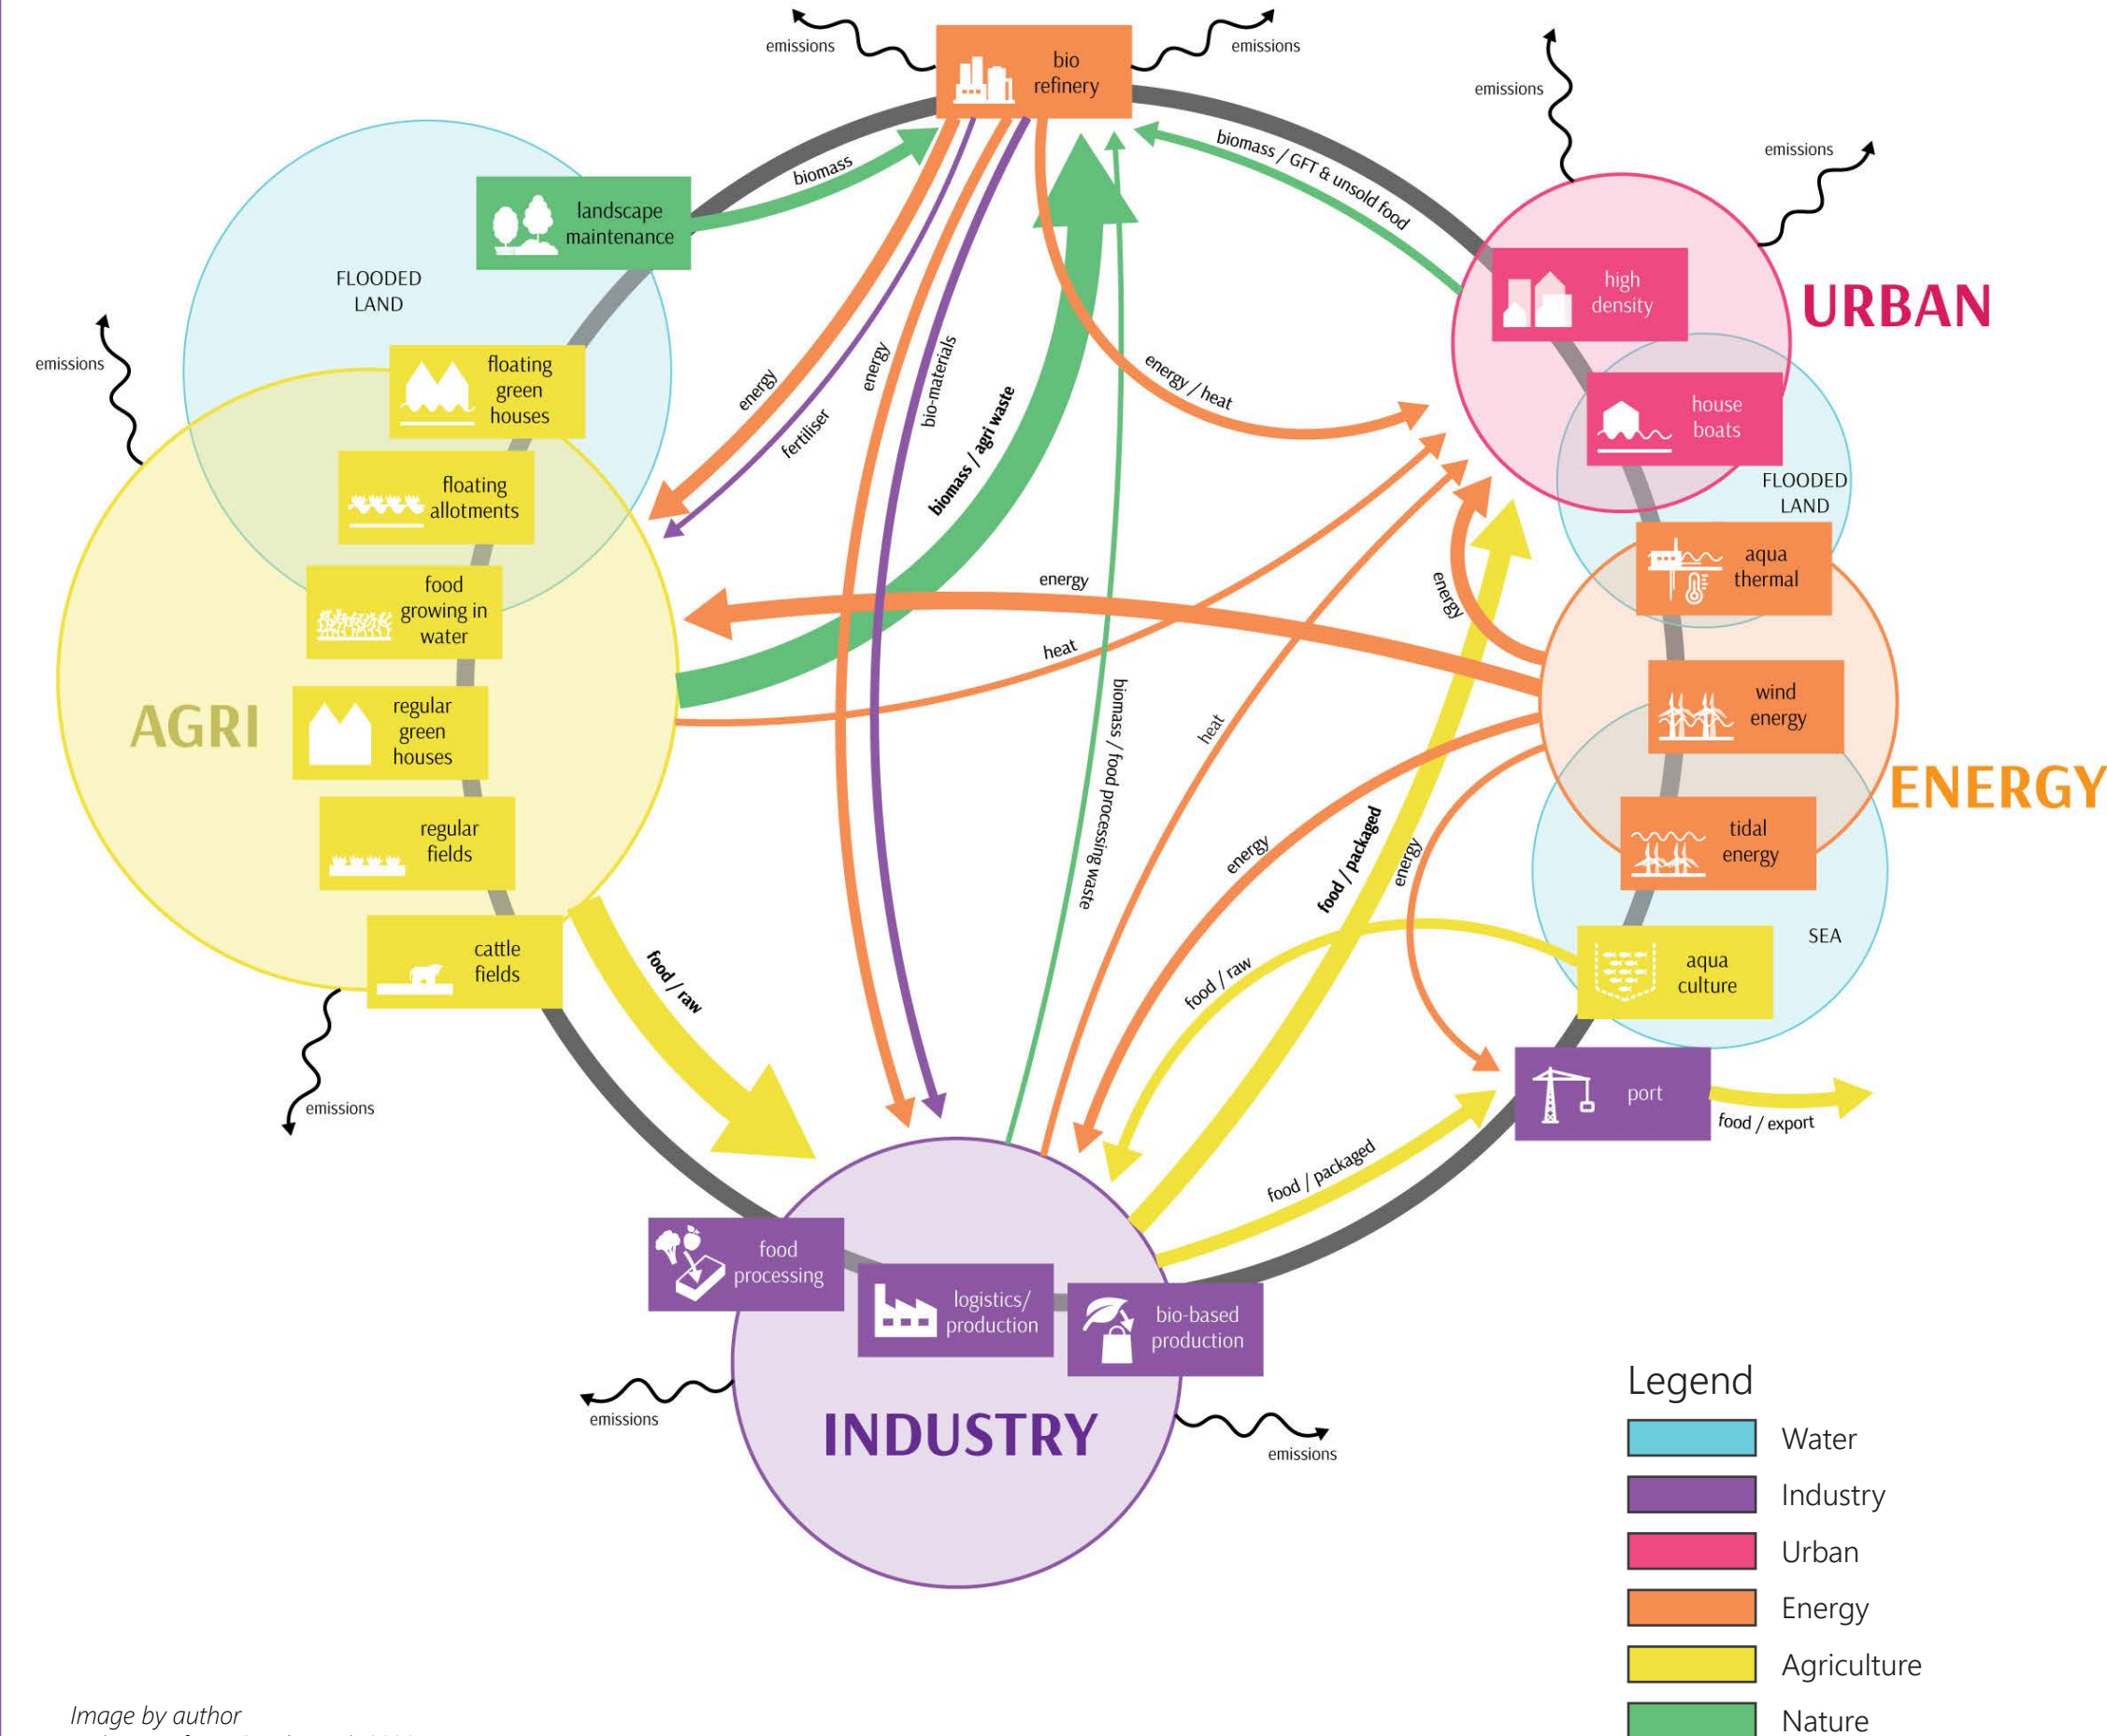 emissions
bio
refinery
emissions
emissions
emissions
biomass
biomass / GFT & unsold food
landscape
maintenance
FLOODED
LAND
high
density
URBAN
emissions
floating
green
houses
energy
fertiliser
energy
bio-materials
biomass / agri waste
energy / heat
house
boats
FLOODED
LAND
floating
allotments
aqua
thermal
food
growing in
water
energy
energy
heat
AGRI
regular
green
houses
biomass / food processing waste
heat
wind
energy
ENERGY
regular
fields
energy
food / packaged
energy
tidal
energy
SEA
cattle
fields
food / raw
food / raw
aqua
culture
emissions
port
food / export
food / packaged
food
processing
logistics/
production
bio-based
production
emissions
INDUSTRY
emissions
Legend
Water
Industry
Urban
Energy
Agriculture
Nature
Image by author